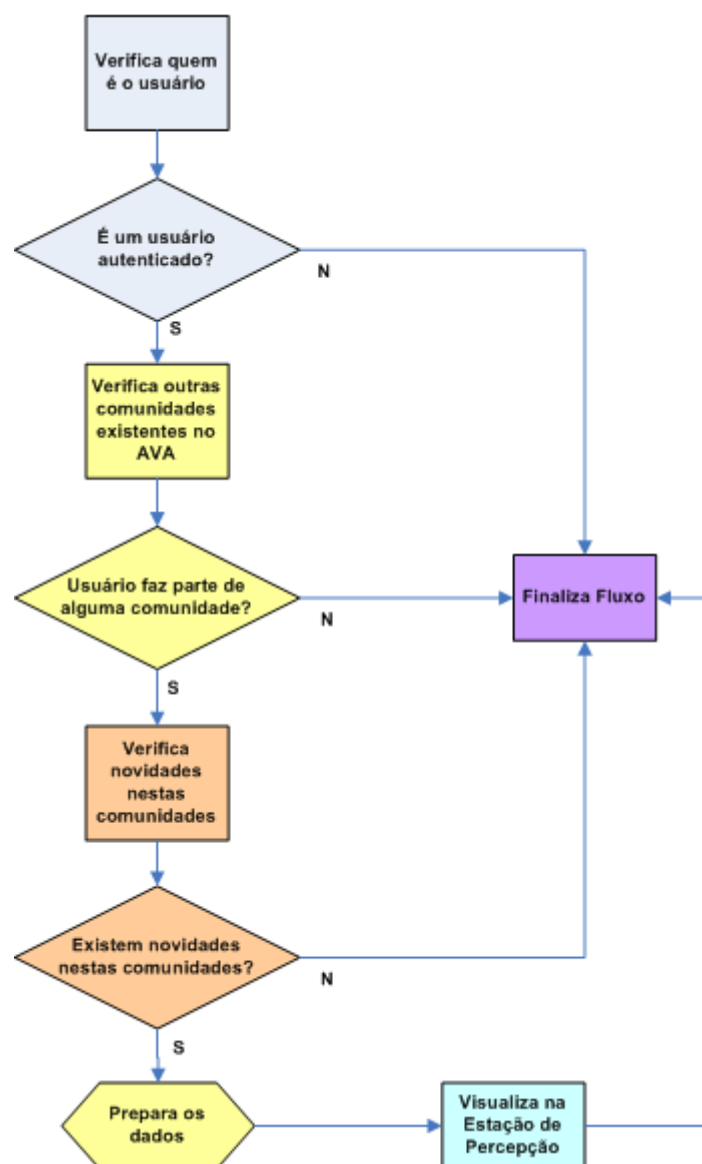 Verifica quem
é o usuário
É um usuário
autenticado?
N
S
Verifica outras
comunidades
existentes no
AVA
Usuário faz parte de
alguma comunidade?
N
Finaliza Fluxo
S
Verifica
novidades
nestas
comunidades
Existem novidades
nestas comunidades?
N
S
Prepara os
dados
Visualiza na
Estação de
Percepção